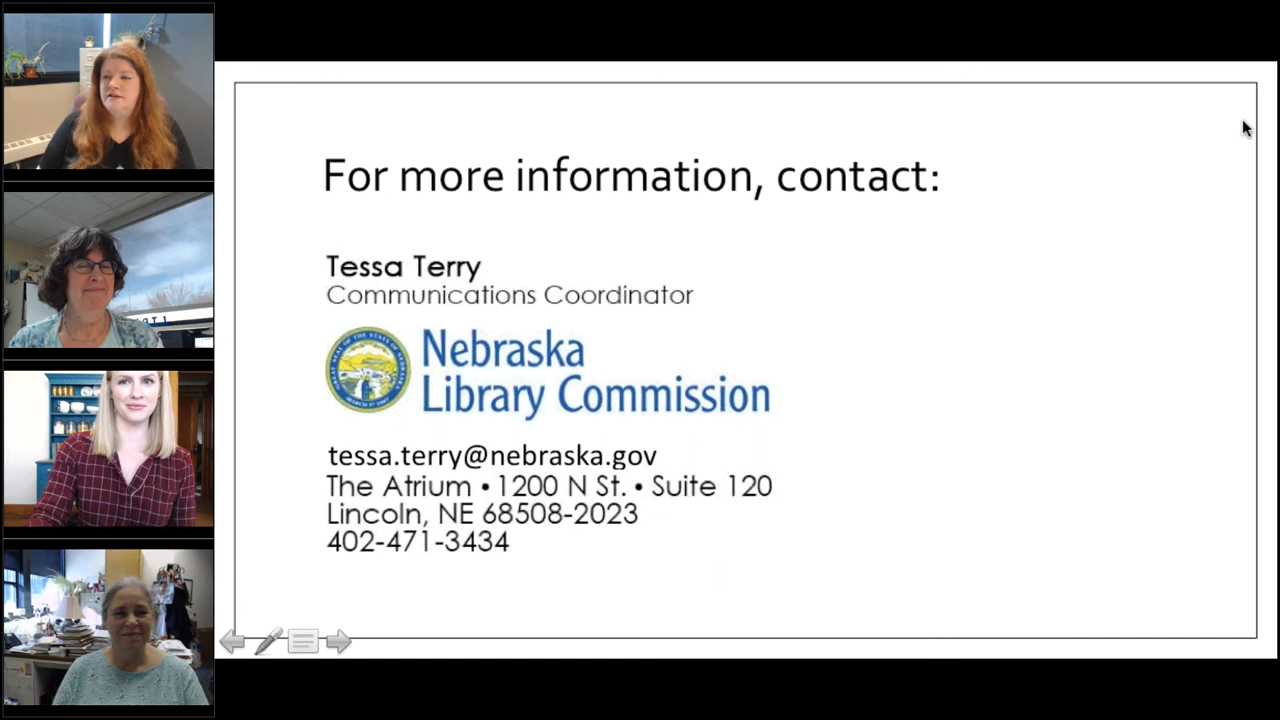 For more information, contact:
Tessa Terry
Communications Coordinator
Nebraska
Library Commission
tessa.terry@nebraska.gov
The Atrium • 1200 N St. • Suite 120
Lincoln, NE 68508-2023
402-471-3434